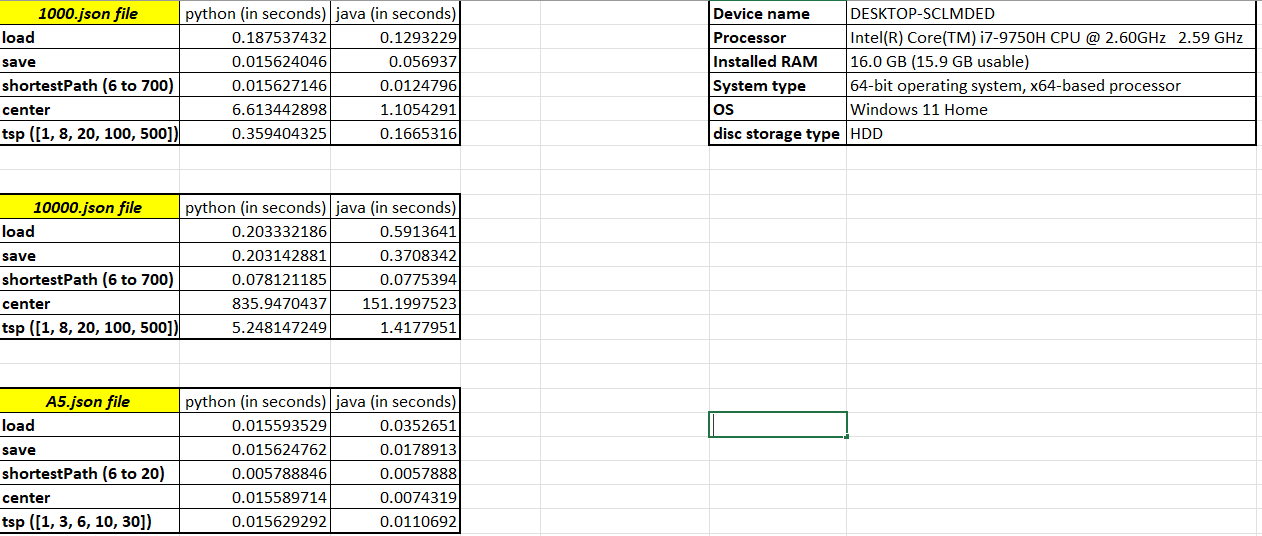 1000.json file python (in seconds) java (in seconds)
load 0.187537432 0.1293229
save 0.015624046 0.056937
shortestPath (6 to 700) 0.015627146 0.0124796
center 6.613442898 1.1054291
tsp ([1, 8, 20, 100, 500]) 0.359404325 0.1665316
Device name DESKTOP-SCLMDED
Processor Intel(R) Core(TM) i7-9750H CPU @ 2.60GHz 2.59 GHz
Installed RAM 16.0 GB (15.9 GB usable)
System type 64-bit operating system, x64-based processor
OS Windows 11 Home
disc storage type HDD
10000.json file python (in seconds) java (in seconds)
load 0.203332186 0.5913641
save 0.203142881 0.3708342
shortestPath (6 to 700) 0.078121185 0.0775394
center 835.9470437 151.1997523
tsp ([1, 8, 20, 100, 500]) 5.248147249 1.4177951
A5.json file python (in seconds) java (in seconds)
load 0.015593529 0.0352651
save 0.015624762 0.0178913
shortestPath (6 to 20) 0.005788846 0.0057888
center 0.015589714 0.0074319
tsp ([1, 3, 6, 10, 30]) 0.015629292 0.0110692